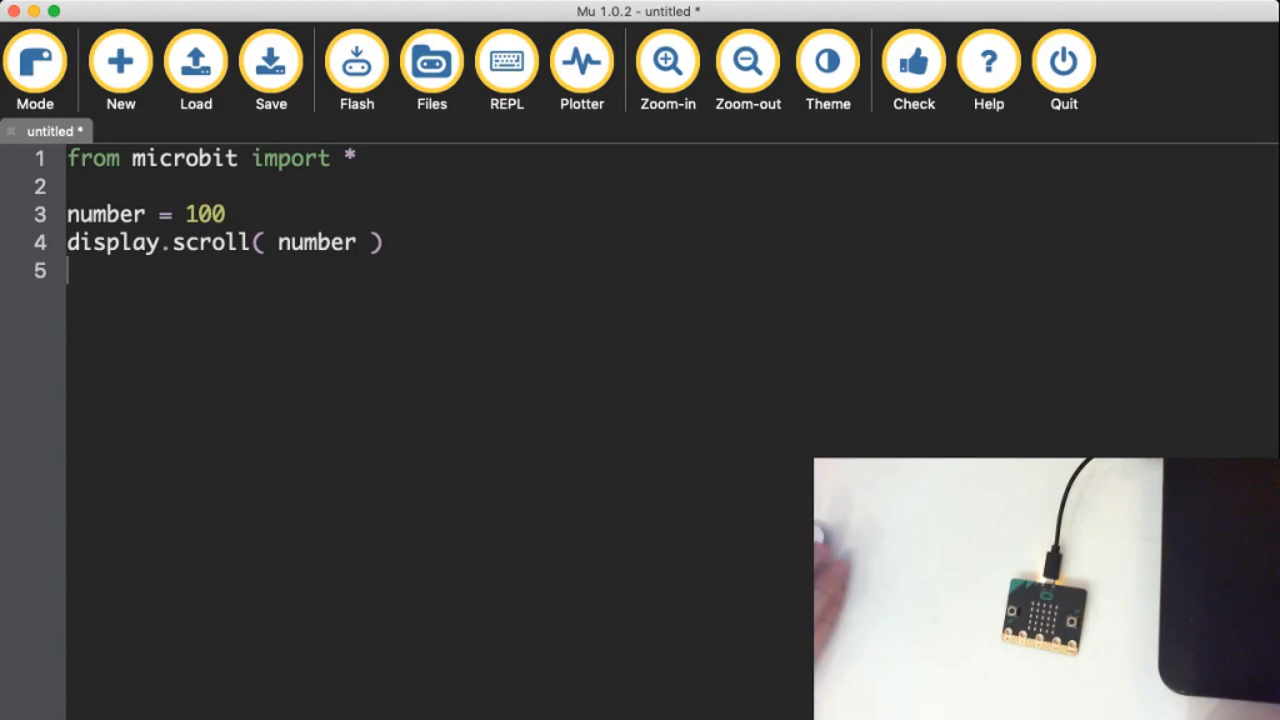 Mu 1.0.2 - untitled *
Mode New Load Save Flash Files REPL Plotter Zoom-in Zoom-out Theme Check Help Quit
untitled *
1 from microbit import *
2
3 number = 100
4 display.scroll( number )
5